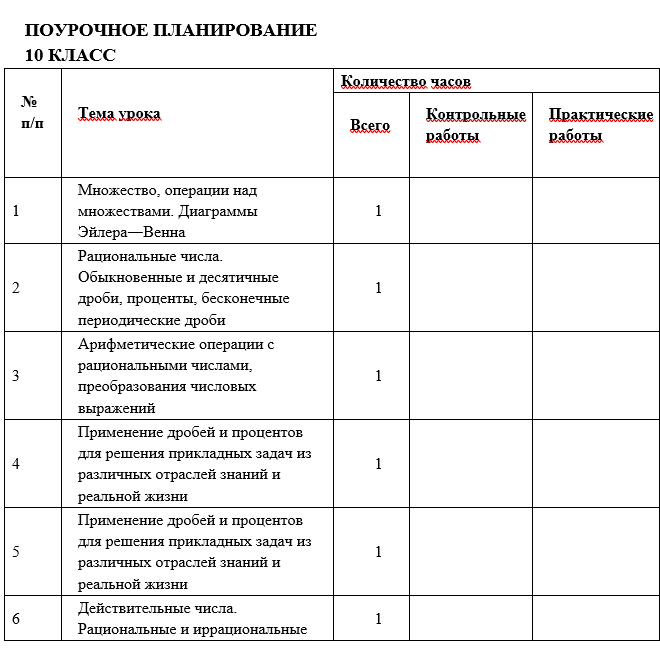 ПОУРОЧНОЕ ПЛАНИРОВАНИЕ
10 КЛАСС
№
п/п
Тема урока
Количество часов
Всего
Контрольные
работы
Практические
работы
1
Множество, операции над
множествами. Диаграммы
Эйлера—Венна
1
2
Рациональные числа.
Обыкновенные и десятичные
дроби, проценты, бесконечные
периодические дроби
1
3
Арифметические операции с
рациональными числами,
преобразования числовых
выражений
1
4
Применение дробей и процентов
для решения прикладных задач из
различных отраслей знаний и
реальной жизни
1
5
Применение дробей и процентов
для решения прикладных задач из
различных отраслей знаний и
реальной жизни
1
6
Действительные числа.
Рациональные и иррациональные
1